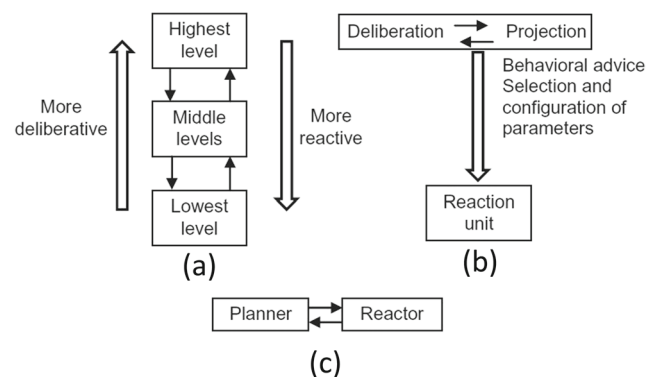 Highest
level
More
deliberative
Middle
levels
More
reactive
Lowest
level
(a)
Deliberation
Projection
Behavioral advice
Selection and
configuration of
parameters
Reaction
unit
(b)
Planner
Reactor
(c)